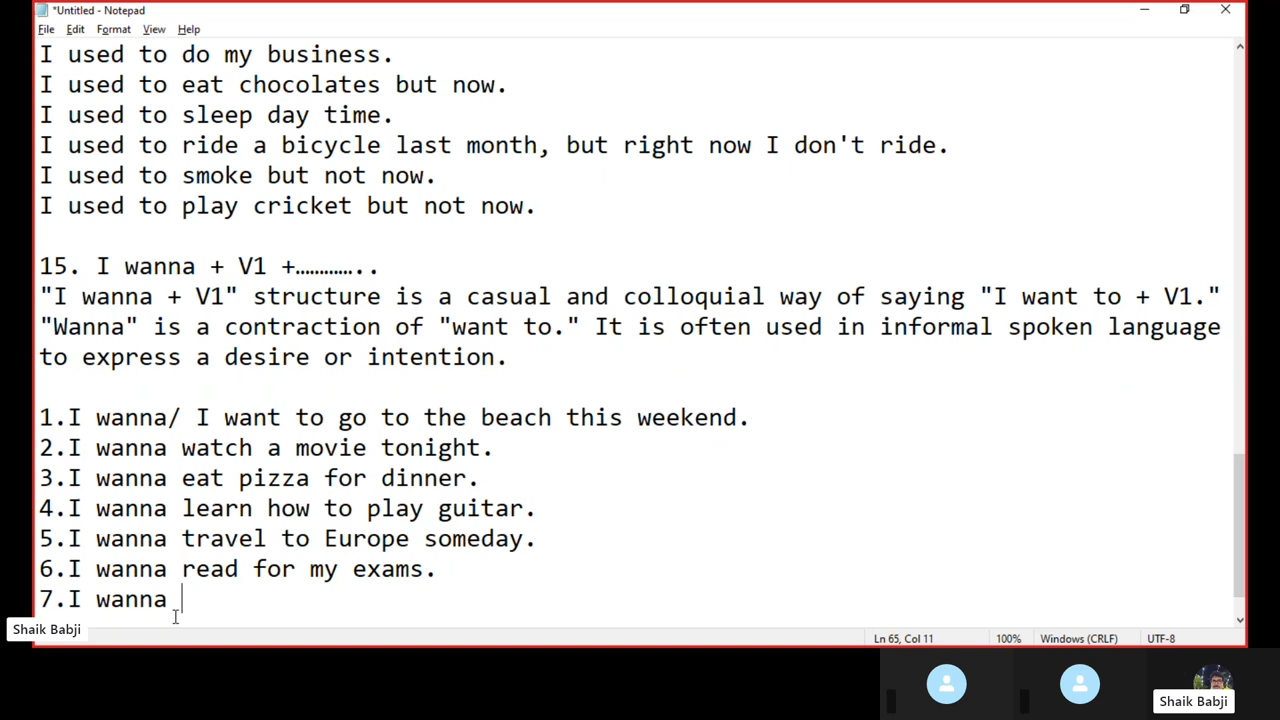 *Untitled - Notepad
File Edit Format View Help
I used to do my business.
I used to eat chocolates but now.
I used to sleep day time.
I used to ride a bicycle last month, but right now I don't ride.
I used to smoke but not now.
I used to play cricket but not now.
15. I wanna + V1 +…………..
"I wanna + V1" structure is a casual and colloquial way of saying "I want to + V1."
"Wanna" is a contraction of "want to." It is often used in informal spoken language
to express a desire or intention.
1.I wanna/ I want to go to the beach this weekend.
2.I wanna watch a movie tonight.
3.I wanna eat pizza for dinner.
4.I wanna learn how to play guitar.
5.I wanna travel to Europe someday.
6.I wanna read for my exams.
7.I wanna
Shaik Babji
Ln 65, Col 11 100% Windows (CRLF) UTF-8
Shaik Babji